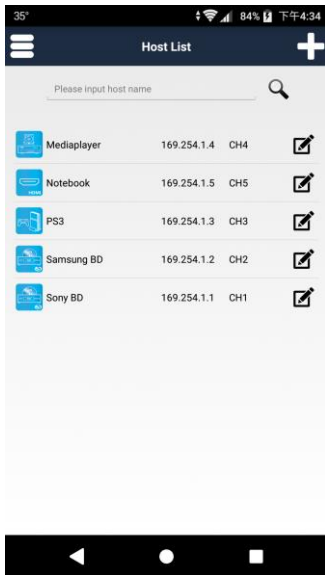 35° 84% 下午4:34
Host List
Please input host name
Mediaplayer 169.254.1.4 CH4
Notebook 169.254.1.5 CH5
PS3 169.254.1.3 CH3
Samsung BD 169.254.1.2 CH2
Sony BD 169.254.1.1 CH1